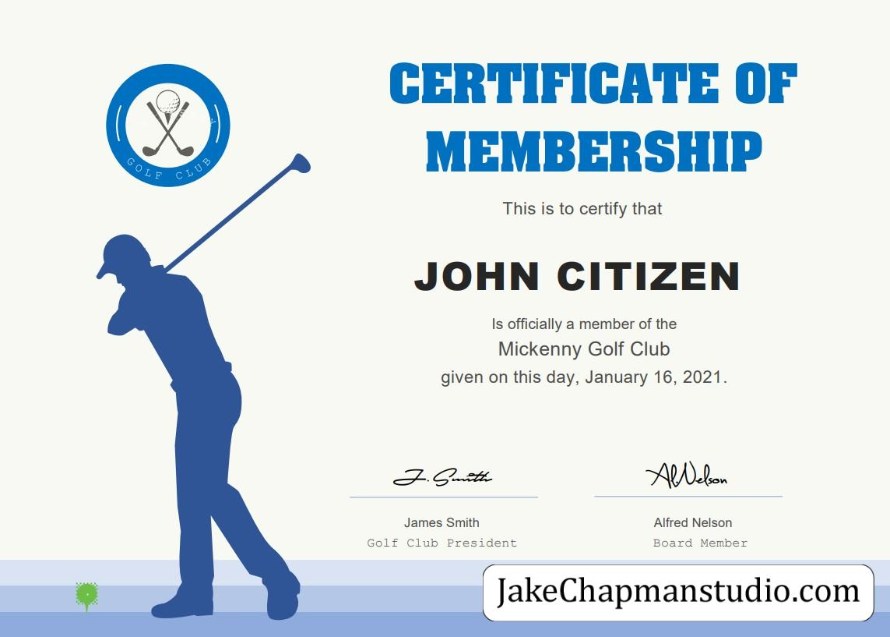 GOLF CLUB
CERTIFICATE OF
MEMBERSHIP
This is to certify that
JOHN CITIZEN
Is officially a member of the
Mickenny Golf Club
given on this day, January 16, 2021.
J. Smith
AlNelson
James Smith
Alfred Nelson
Golf Club President
Board Member
JakeChapmanstudio.com